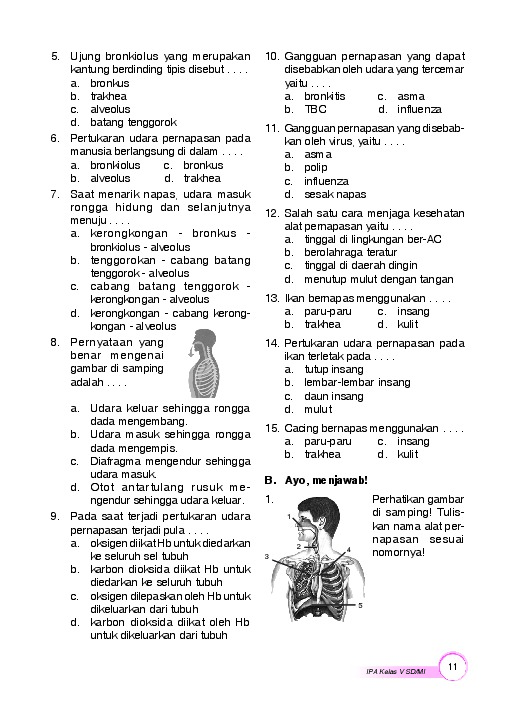 5. Ujung bronkiolus yang merupakan
kantung berdinding tipis disebut . . . .
a. bronkus
b. trakhea
c. alveolus
d. batang tenggorok
6. Pertukaran udara pernapasan pada
manusia berlangsung di dalam . . . .
a. bronkiolus c. bronkus
b. alveolus d. trakhea
7. Saat menarik napas, udara masuk
rongga hidung dan selanjutnya
menuju . . . .
a. kerongkongan - bronkus -
bronkiolus - alveolus
b. tenggorokan - cabang batang
tenggorok - alveolus
c. cabang batang tenggorok -
kerongkongan - alveolus
d. kerongkongan - cabang kerong-
kongan - alveolus
8. Pernyataan yang
benar mengenai
gambar di samping
adalah . . . .
a. Udara keluar sehingga rongga
dada mengembang.
b. Udara masuk sehingga rongga
dada mengempis.
c. Diafragma mengendur sehingga
udara masuk.
d. Otot antartulang rusuk me-
ngendur sehingga udara keluar.
9. Pada saat terjadi pertukaran udara
pernapasan terjadi pula . . . .
a. oksigen diikat Hb untuk diedarkan
ke seluruh sel tubuh
b. karbon dioksida diikat Hb untuk
diedarkan ke seluruh tubuh
c. oksigen dilepaskan oleh Hb untuk
dikeluarkan dari tubuh
d. karbon dioksida diikat oleh Hb
untuk dikeluarkan dari tubuh
10. Gangguan pernapasan yang dapat
disebabkan oleh udara yang tercemar
yaitu . . . .
a. bronkitis c. asma
b. TBC d. influenza
11. Gangguan pernapasan yang disebab-
kan oleh virus, yaitu . . . .
a. asma
b. polip
c. influenza
d. sesak napas
12. Salah satu cara menjaga kesehatan
alat pernapasan yaitu . . . .
a. tinggal di lingkungan ber-AC
b. berolahraga teratur
c. tinggal di daerah dingin
d. menutup mulut dengan tangan
13. Ikan bernapas menggunakan . . . .
a. paru-paru c. insang
b. trakhea d. kulit
14. Pertukaran udara pernapasan pada
ikan terletak pada . . . .
a. tutup insang
b. lembar-lembar insang
c. daun insang
d. mulut
15. Cacing bernapas menggunakan . . . .
a. paru-paru c. insang
b. trakhea d. kulit
B. Ayo, menjawab!
1. Perhatikan gambar
di samping! Tulis-
kan nama alat per-
napasan sesuai
nomornya!
1
2
3
4
5
IPA Kelas V SD/MI 11